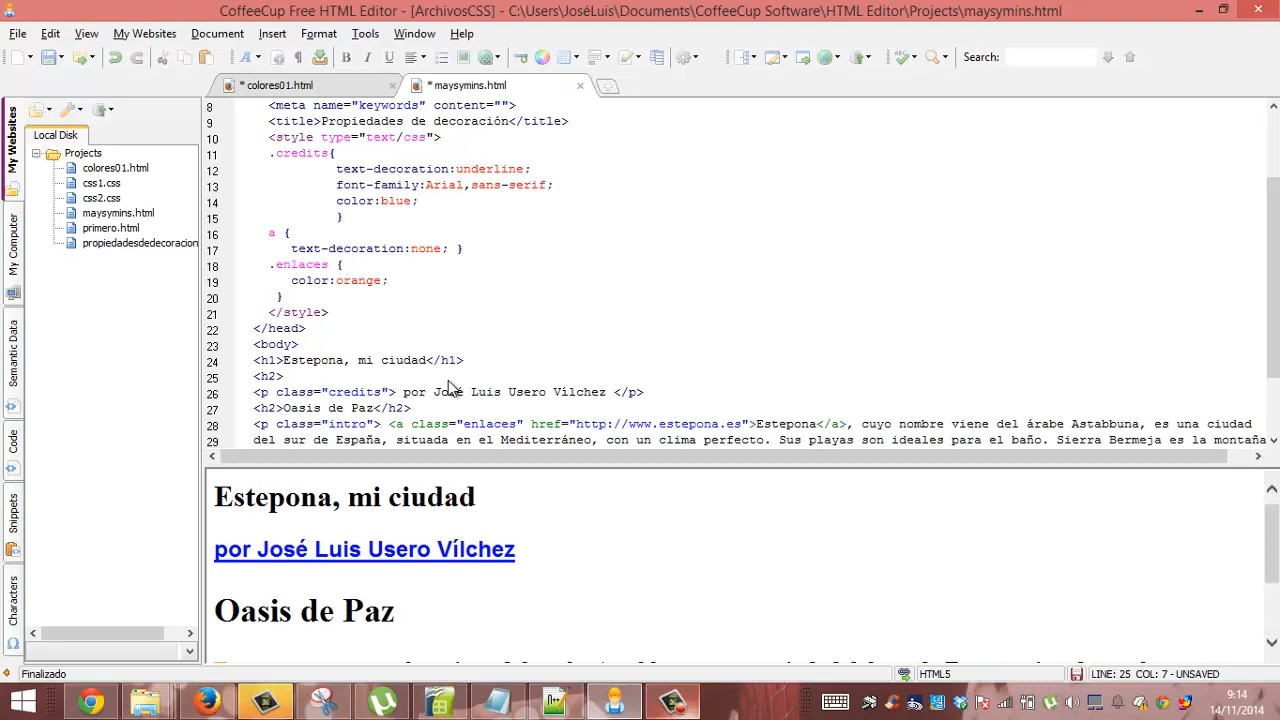 CoffeeCup Free HTML Editor - [ArchivosCSS] - C:\Users\JoséLuis\Documents\CoffeeCup Software\HTML Editor\Projects\maysymins.html
File Edit View My Websites Document Insert Format Tools Window Help
Search:
* colores01.html
* maysymins.html
My Websites
My Computer
Semantic Data
Code
Snippets
Characters
Local Disk
Projects
colores01.html
css1.css
css2.css
maysymins.html
primero.html
propiedadesdedecoracion
8 <meta name="keywords" content="">
9 <title>Propiedades de decoración</title>
10 <style type="text/css">
11 .credits{
12 text-decoration:underline;
13 font-family:Arial,sans-serif;
14 color:blue;
15 }
16 a {
17 text-decoration:none; }
18 .enlaces {
19 color:orange;
20 }
21 </style>
22 </head>
23 <body>
24 <h1>Estepona, mi ciudad</h1>
25 <h2>
26 <p class="credits"> por José Luis Usero Vílchez </p>
27 <h2>Oasis de Paz</h2>
28 <p class="intro"> <a class="enlaces" href="http://www.estepona.es">Estepona</a>, cuyo nombre viene del árabe Astabbuna, es una ciudad
29 del sur de España, situada en el Mediterráneo, con un clima perfecto. Sus playas son ideales para el baño. Sierra Bermeja es la montaña
Estepona, mi ciudad
por José Luis Usero Vílchez
Oasis de Paz
Finalizado
HTML5
LINE: 25 COL: 7 - UNSAVED
9:14
14/11/2014